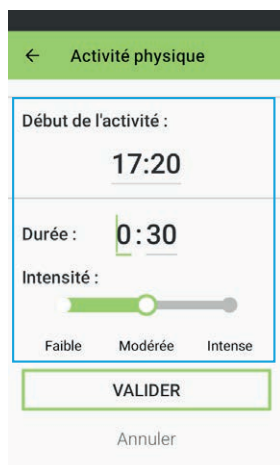 ← Activité physique
Début de l'activité :
17:20
Durée : 0:30
Intensité :
Faible Modérée Intense
VALIDER
Annuler